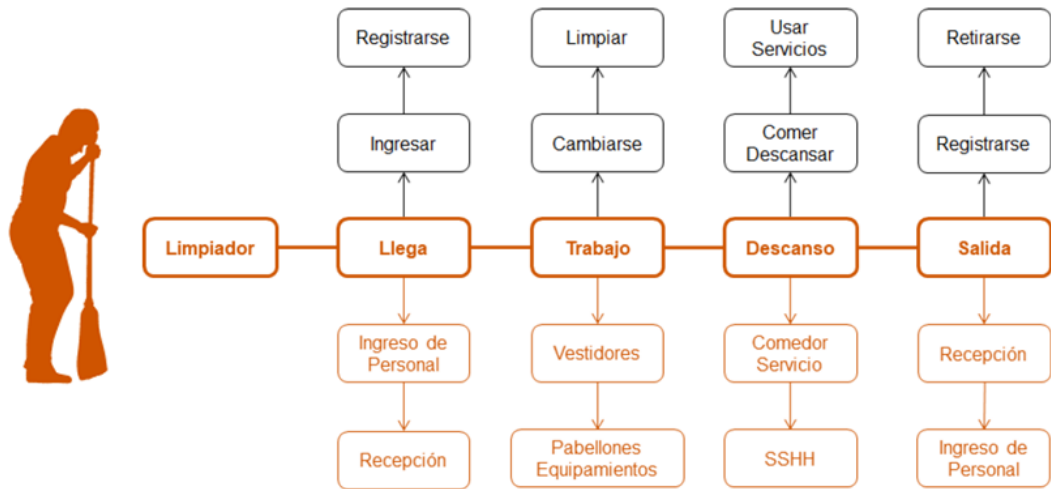 Registrarse
Limpiar
Usar
Servicios
Retirarse
Ingresar
Cambiarse
Comer
Descansar
Registrarse
Limpiador
Llega
Trabajo
Descanso
Salida
Ingreso de
Personal
Vestidores
Comedor
Servicio
Recepción
Recepción
Pabellones
Equipamientos
SSHH
Ingreso de
Personal